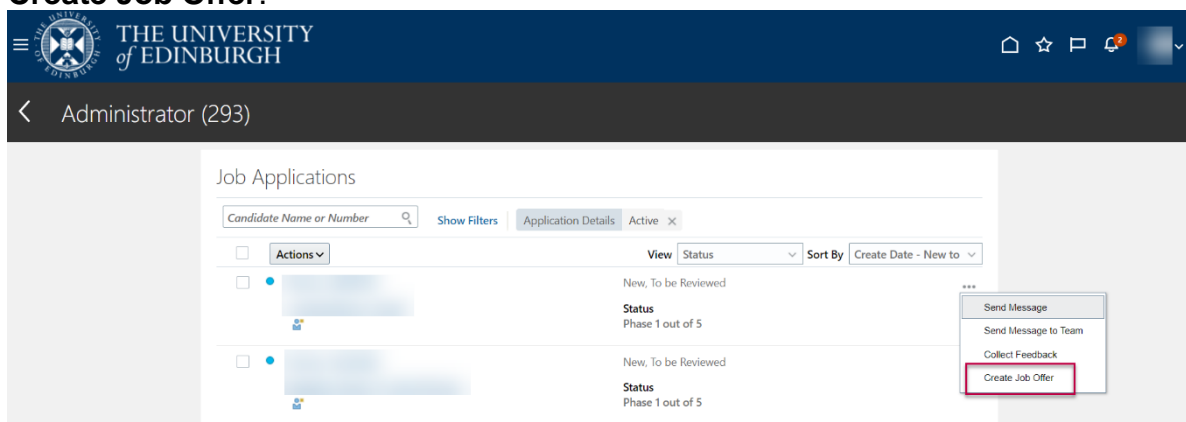 Create Job Offer.
THE UNIVERSITY
of EDINBURGH
2
Administrator (293)
Job Applications
Candidate Name or Number Show Filters Application Details Active ×
Actions View Status Sort By Create Date - New to
New, To be Reviewed
Status
Phase 1 out of 5
Send Message
Send Message to Team
Collect Feedback
Create Job Offer
New, To be Reviewed
Status
Phase 1 out of 5